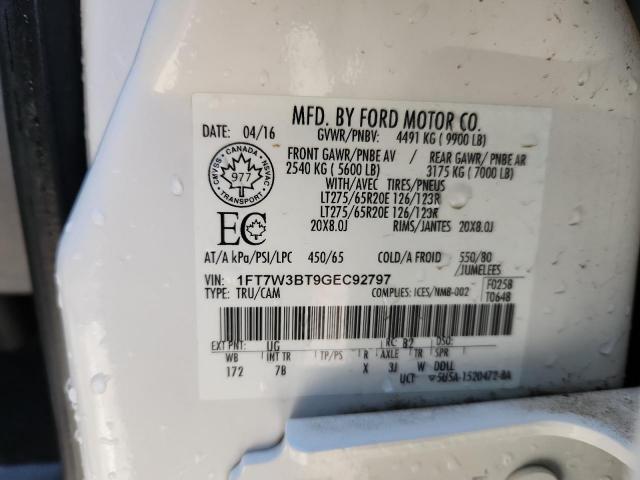 MFD. BY FORD MOTOR CO.
DATE: 04/16 GVWR/PNBV: 4491 KG ( 9900 LB)
FRONT GAWR/PNBE AV / REAR GAWR/ PNBE AR
2540 KG ( 5600 LB) 3175 KG ( 7000 LB)
WITH/AVEC TIRES/PNEUS
CMVSS · CANADA · NSVAC · TRANSPORT
977
LT275/65R20E 126/123R
LT275/65R20E 126/123R
20X8.0J RIMS/JANTES 20X8.0J
EC
AT/A kPa/PSI/LPC 450/65 COLD/A FROID 550/80
/JUMELEES
VIN: 1FT7W3BT9GEC92797
F0258
TYPE: TRU/CAM COMPLIES: ICES/NMB-002
T0648
EXT PNT: UG RC: 82 DSO:
WB INT TR TP/PS R AXLE TR SPR
172 7B X 3J W DDLL
UCT 5U5A-1520472-BA